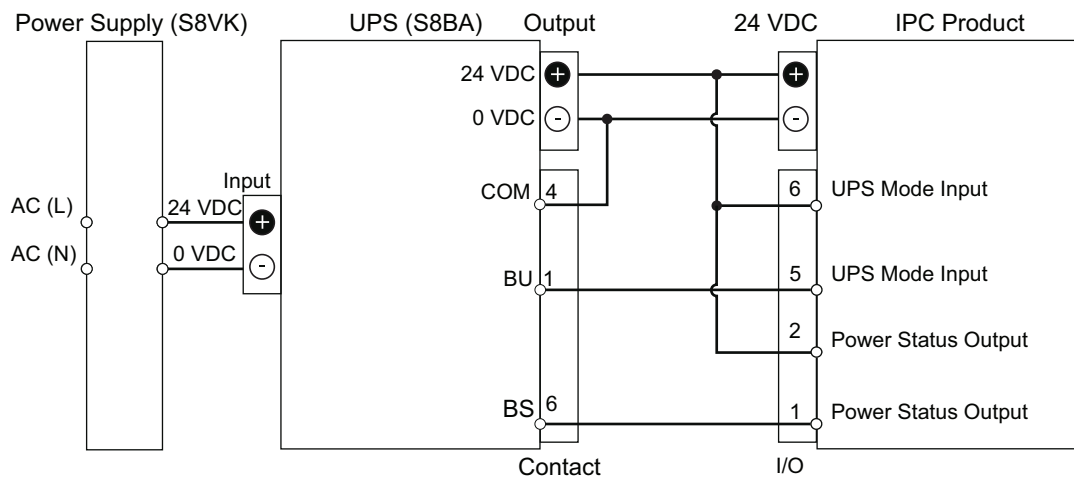 Power Supply (S8VK) UPS (S8BA) Output 24 VDC IPC Product
24 VDC + +
0 VDC - -
Input COM 4 6 UPS Mode Input
AC (L) 24 VDC +
AC (N) 0 VDC -
BU 1 5 UPS Mode Input
2 Power Status Output
BS 6 1 Power Status Output
Contact I/O